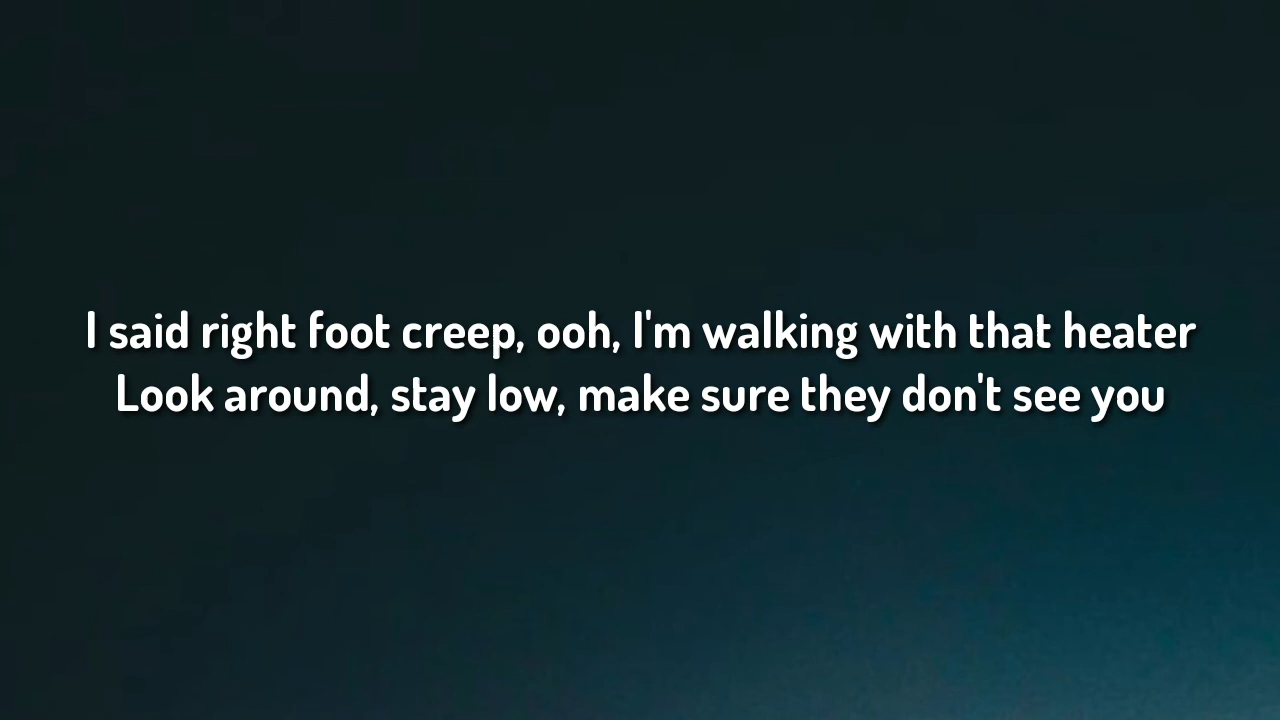 I said right foot creep, ooh, I'm walking with that heater
Look around, stay low, make sure they don't see you